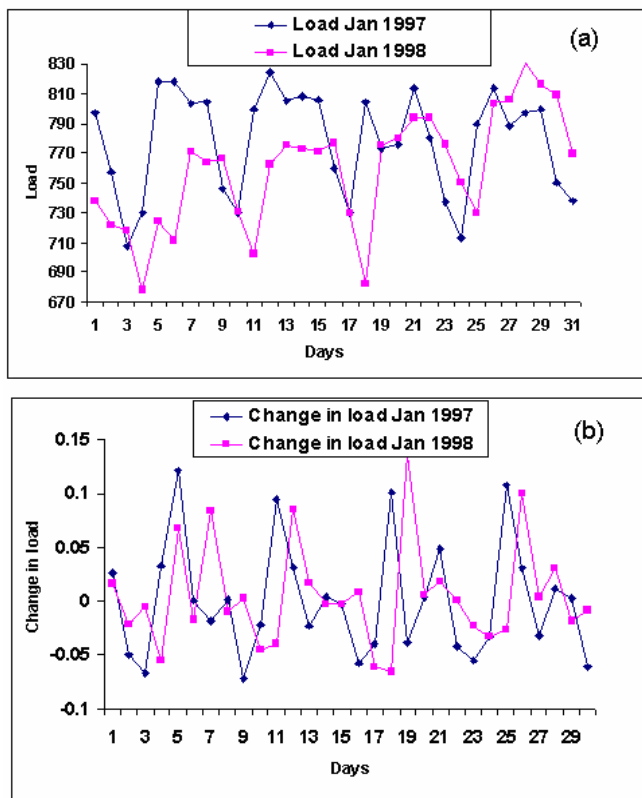 Load Jan 1997
Load Jan 1998
(a)
830
810
790
770
750
730
710
690
670
Load
1 3 5 7 9 11 13 15 17 19 21 23 25 27 29 31
Days
Change in load Jan 1997
Change in load Jan 1998
(b)
0.15
0.1
0.05
0
-0.05
-0.1
Change in load
1 3 5 7 9 11 13 15 17 19 21 23 25 27 29
Days